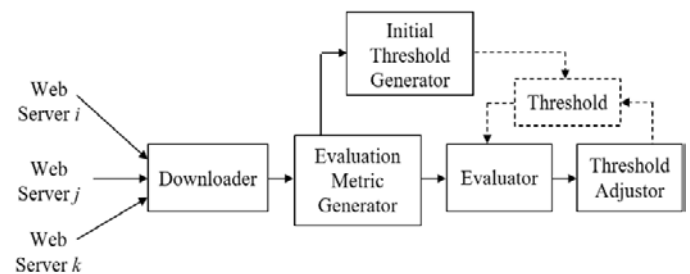 Initial
Threshold
Generator
Web
Server i
Threshold
Web
Server j
Downloader
Evaluation
Metric
Generator
Evaluator
Threshold
Adjustor
Web
Server k